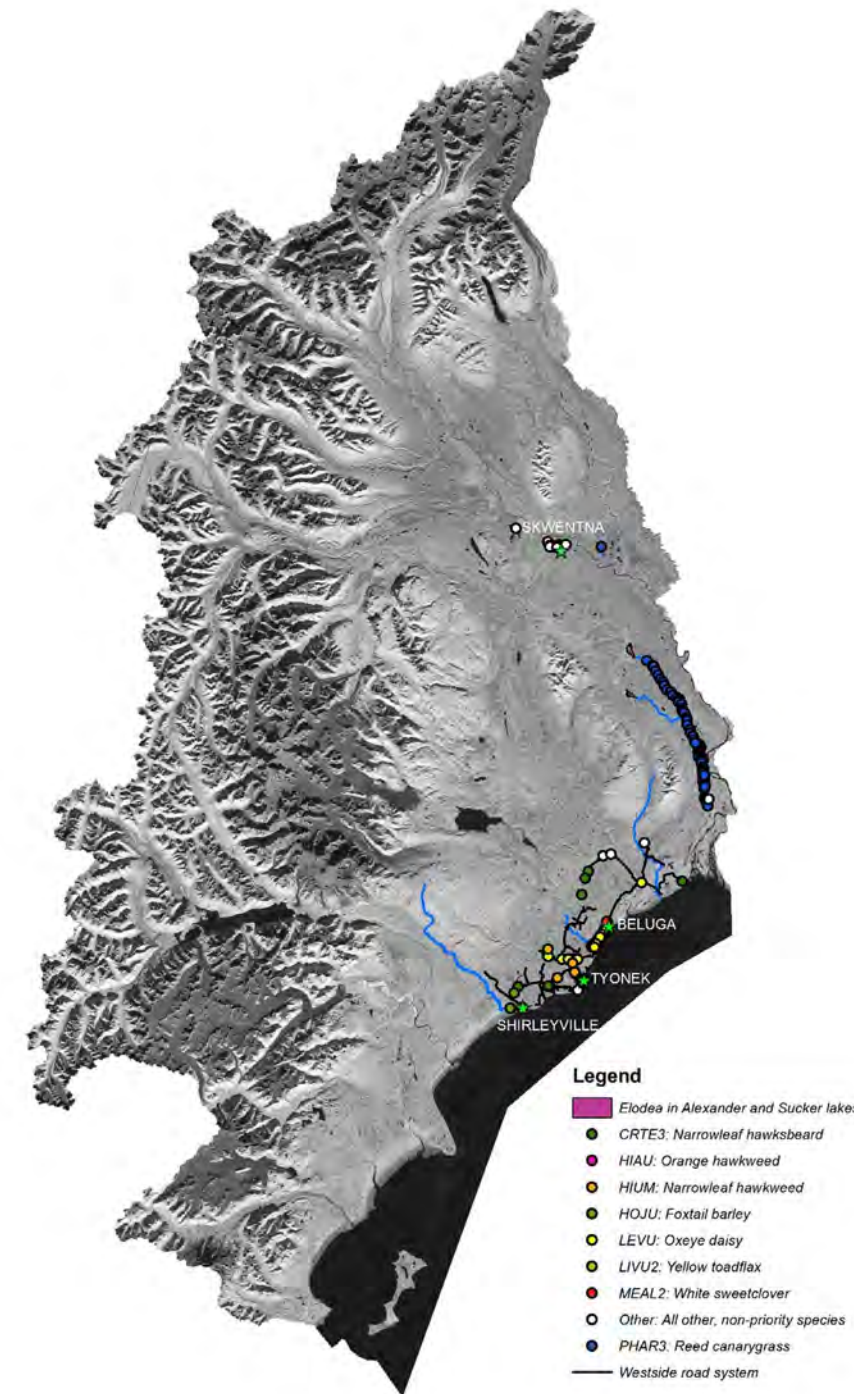 SKWENTNA
BELUGA
TYONEK
SHIRLEYVILLE
Legend
Elodea in Alexander and Sucker lakes
CRTE3: Narrowleaf hawksbeard
HIAU: Orange hawkweed
HIUM: Narrowleaf hawkweed
HOJU: Foxtail barley
LEVU: Oxeye daisy
LIVU2: Yellow toadflax
MEAL2: White sweetclover
Other: All other, non-priority species
PHAR3: Reed canarygrass
Westside road system